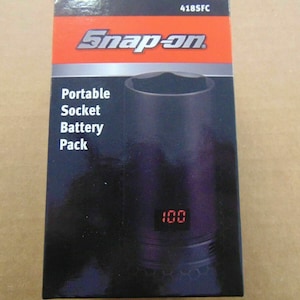 418SFC
Snap-on
Portable
Socket
Battery
Pack
100